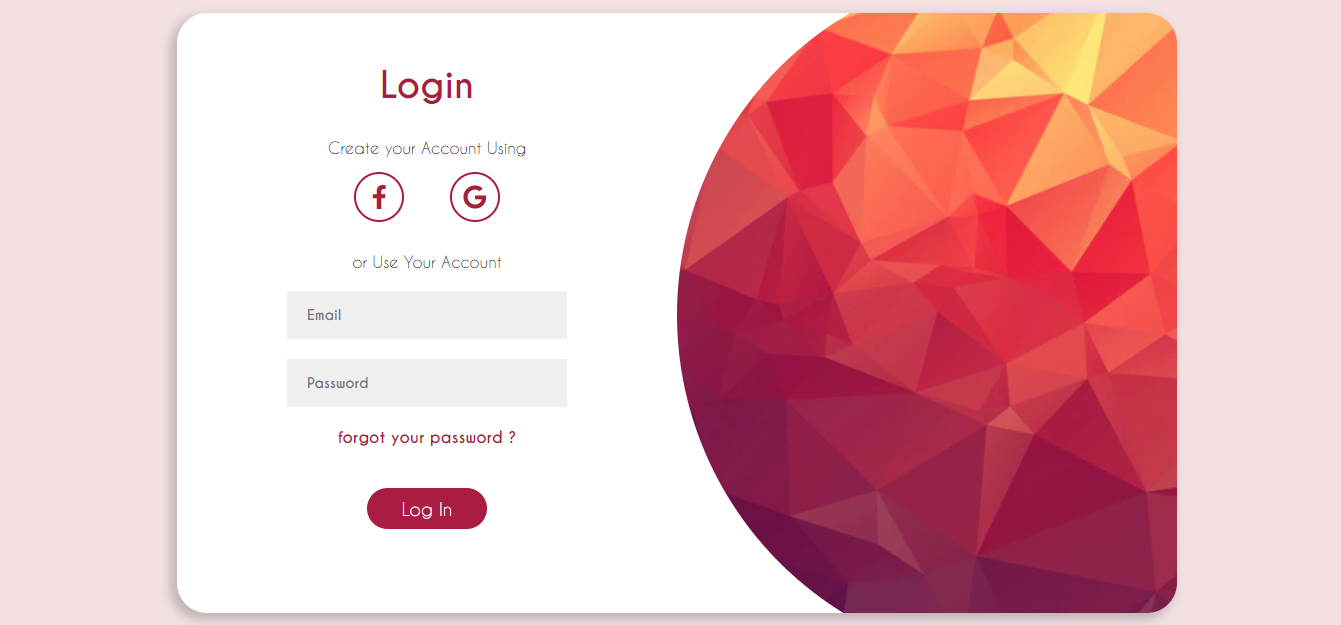 Login
Create your Account Using
or Use Your Account
Email
Password
forgot your password ?
Log In